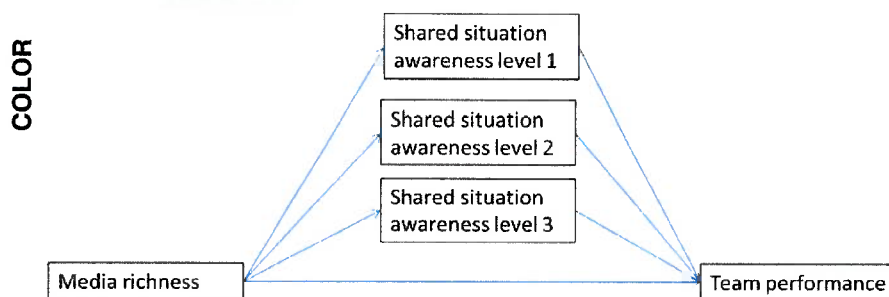 COLOR
Shared situation
awareness level 1
Shared situation
awareness level 2
Shared situation
awareness level 3
Media richness
Team performance